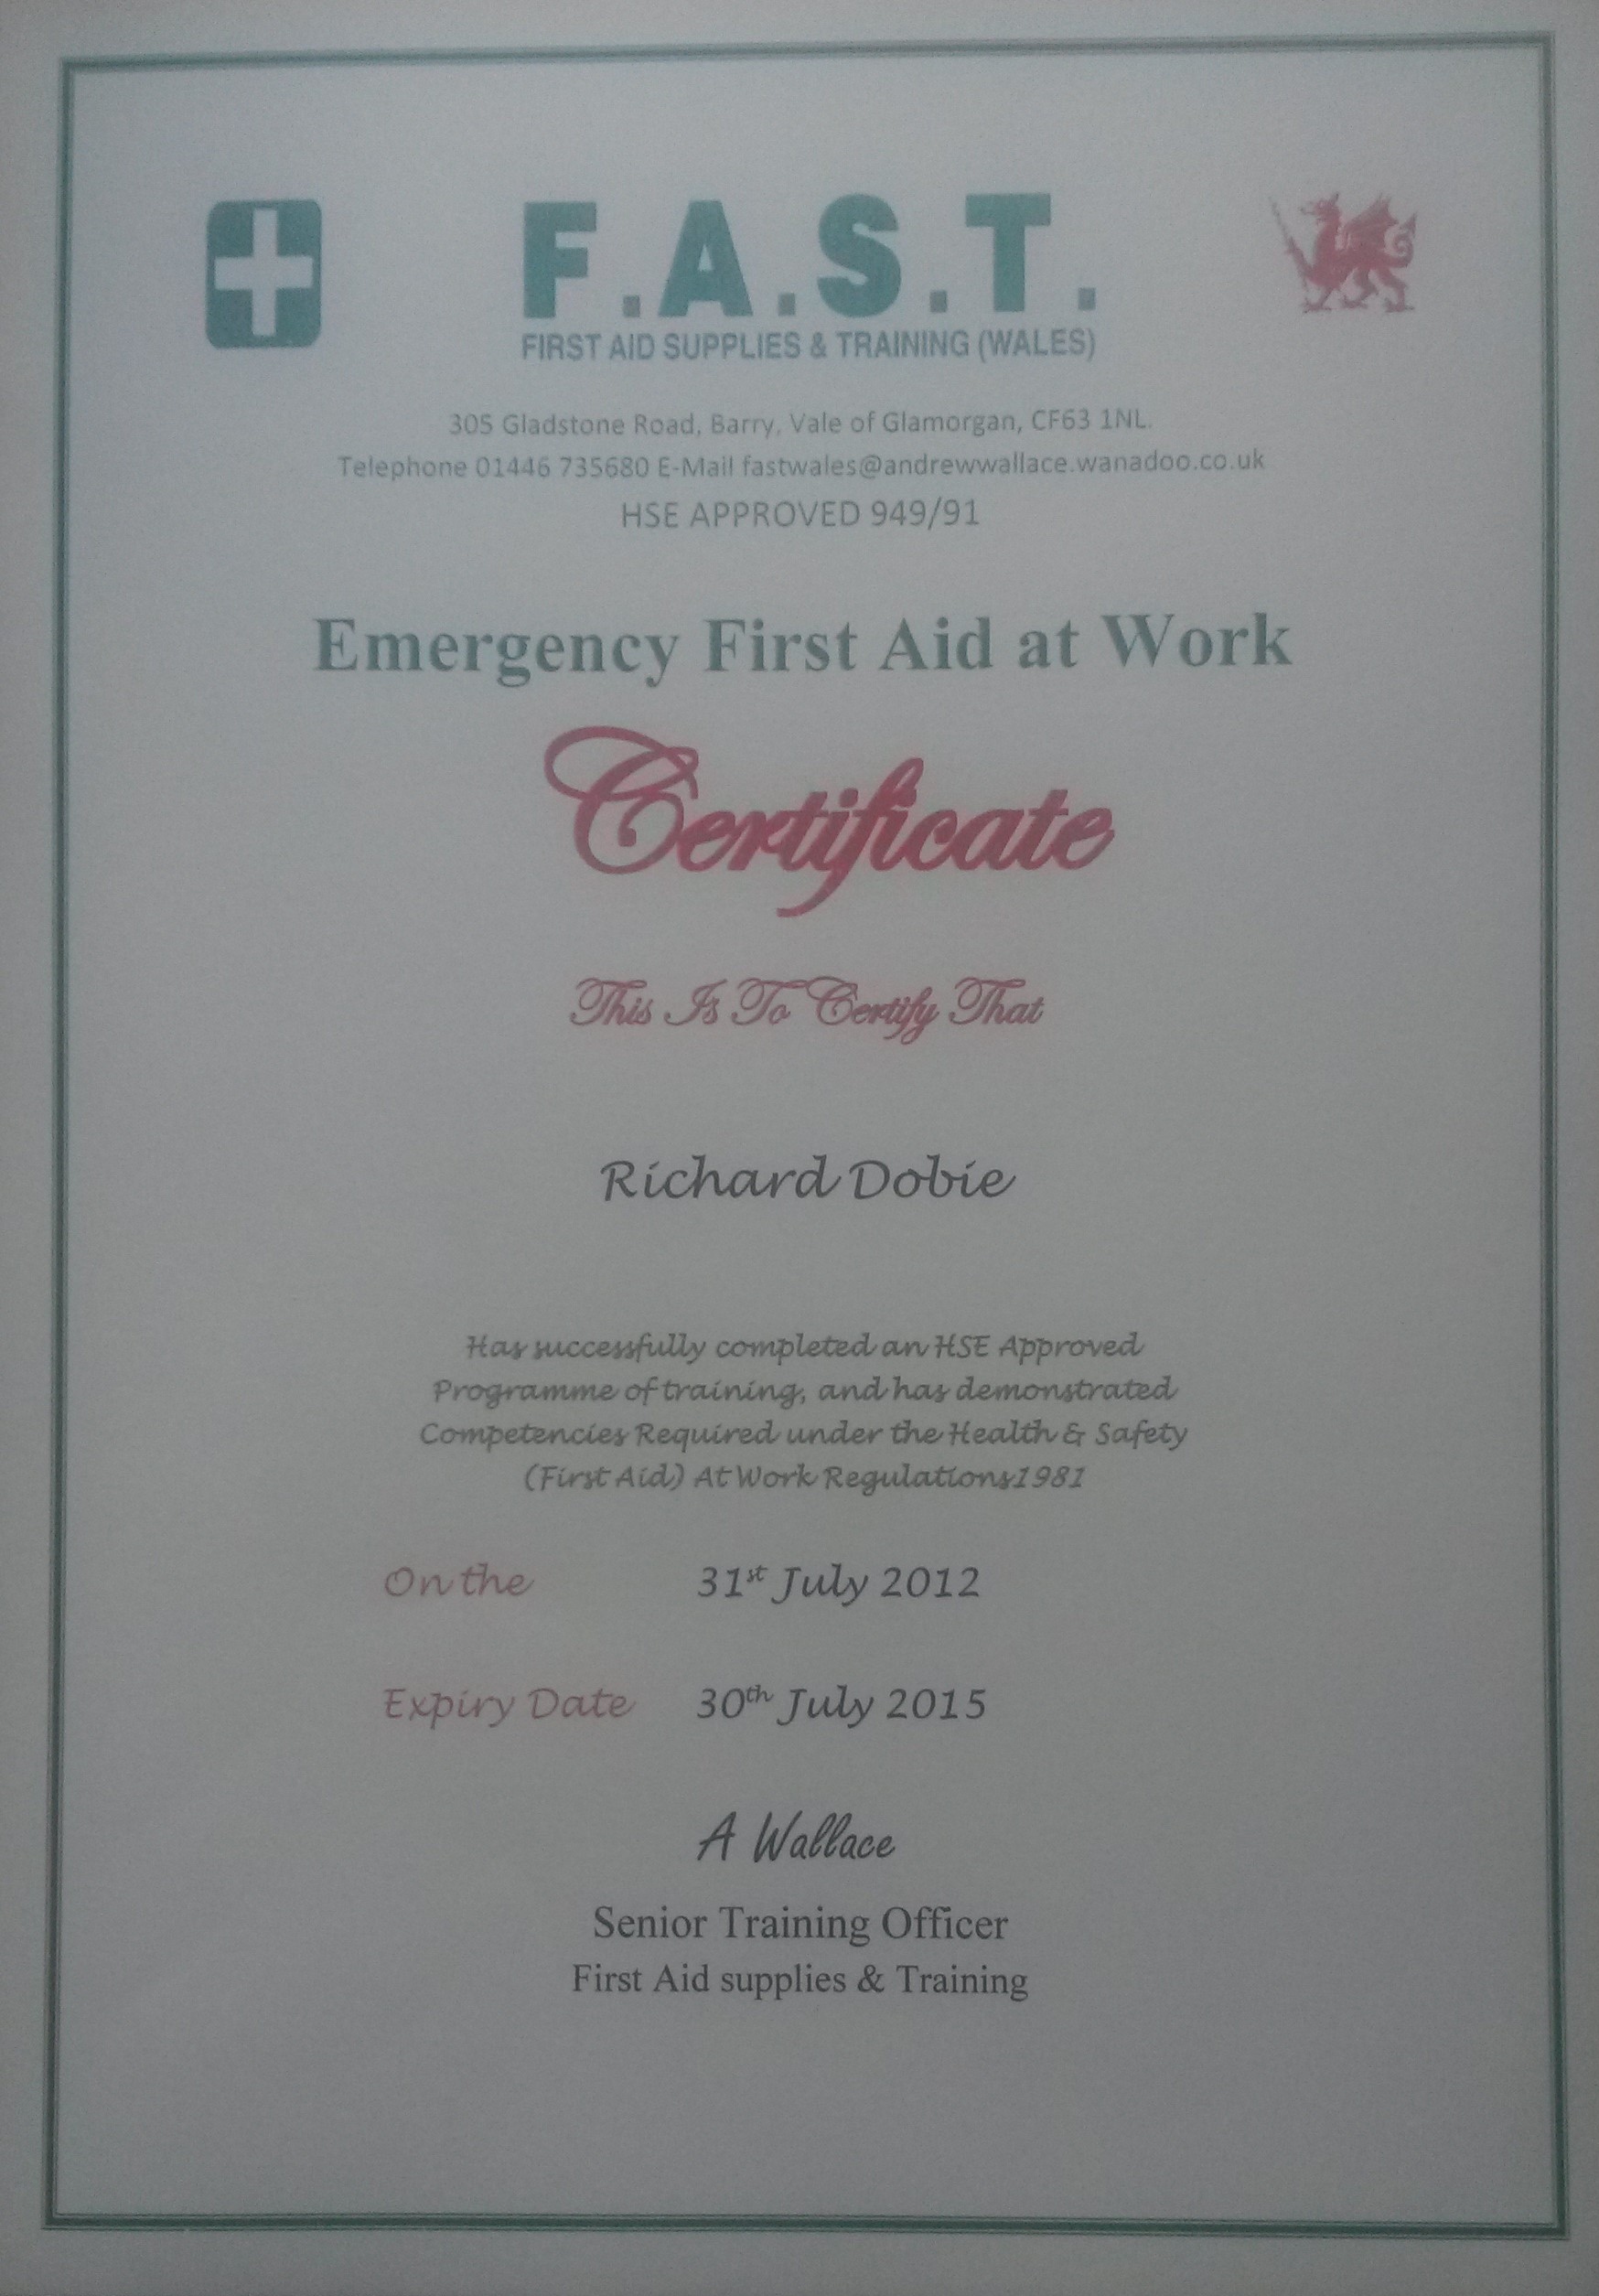 F.A.S.T.
FIRST AID SUPPLIES & TRAINING (WALES)
305 Gladstone Road, Barry, Vale of Glamorgan, CF63 1NL.
Telephone 01446 735680 E-Mail fastwales@andrewwallace.wanadoo.co.uk
HSE APPROVED 949/91
Emergency First Aid at Work
Certificate
This Is To Certify That
Richard Dobie
Has successfully completed an HSE Approved
Programme of training, and has demonstrated
Competencies Required under the Health & Safety
(First Aid) At Work Regulations1981
On the 31st July 2012
Expiry Date 30th July 2015
A Wallace
Senior Training Officer
First Aid supplies & Training